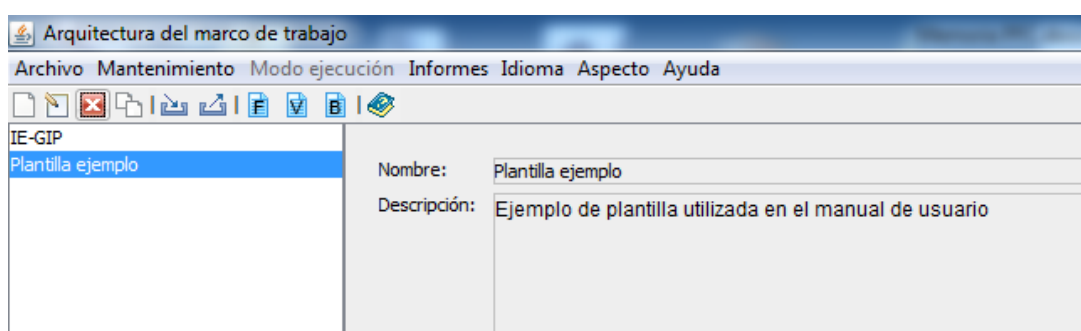 Arquitectura del marco de trabajo
Archivo Mantenimiento Modo ejecución Informes Idioma Aspecto Ayuda
F V B
IE-GIP
Plantilla ejemplo
Nombre: Plantilla ejemplo
Descripción: Ejemplo de plantilla utilizada en el manual de usuario